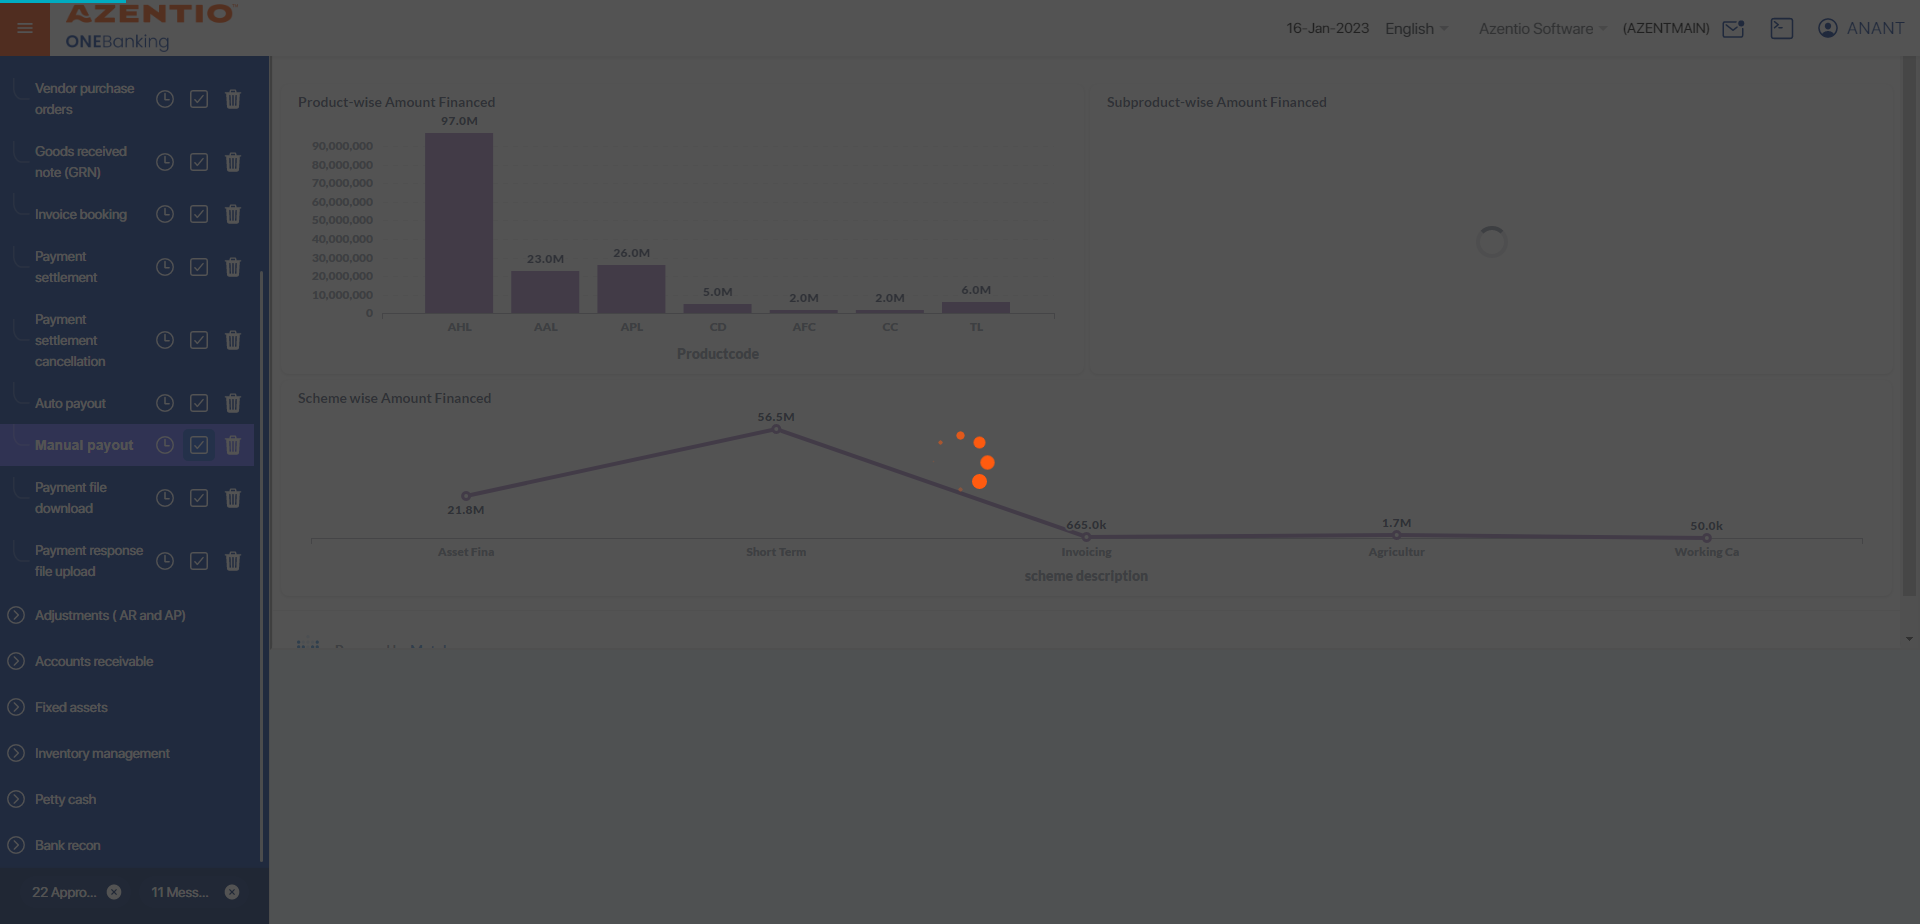 AZENTIO
ONEBanking
16-Jan-2023
English
Azentio Software
(AZENTMAIN)
ANANT
Vendor purchase
orders
Goods received
note (GRN)
Invoice booking
Payment
settlement
Payment
settlement
cancellation
Auto payout
Manual payout
Payment file
download
Payment response
file upload
Adjustments ( AR and AP)
Accounts receivable
Fixed assets
Inventory management
Petty cash
Bank recon
22 Appro...
11 Mess...
Product-wise Amount Financed
97.0M
90,000,000
80,000,000
70,000,000
60,000,000
50,000,000
40,000,000
30,000,000
20,000,000
10,000,000
0
23.0M
26.0M
5.0M
2.0M
2.0M
6.0M
AHL
AAL
APL
CD
AFC
CC
TL
Productcode
Subproduct-wise Amount Financed
Scheme wise Amount Financed
56.5M
21.8M
665.0k
1.7M
50.0k
Asset Fina
Short Term
Invoicing
Agricultur
Working Ca
scheme description